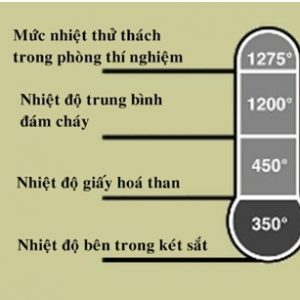 Mức nhiệt thử thách
trong phòng thí nghiệm
1275°
Nhiệt độ trung bình
đám cháy
1200°
Nhiệt độ giấy hoá than
450°
Nhiệt độ bên trong két sắt
350°